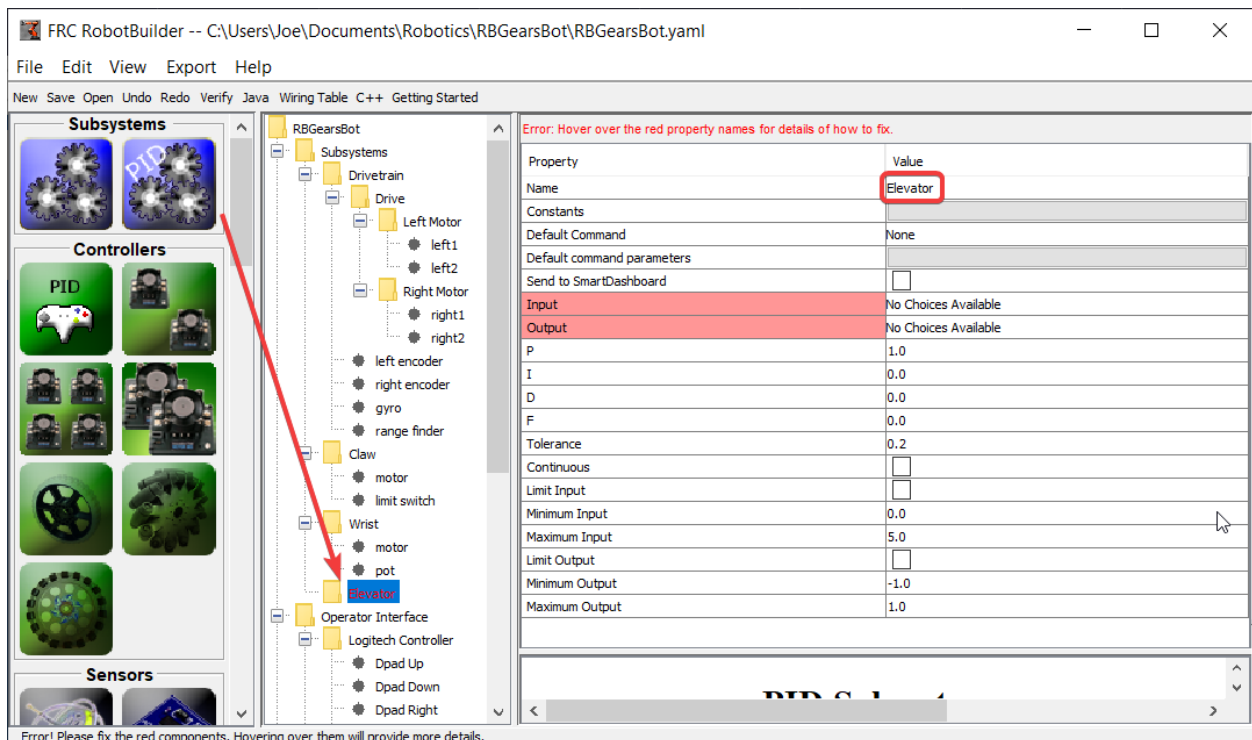 FRC RobotBuilder -- C:\Users\Joe\Documents\Robotics\RBGearsBot\RBGearsBot.yaml
File Edit View Export Help
New Save Open Undo Redo Verify Java Wiring Table C++ Getting Started
Subsystems
PID
Controllers
PID
Sensors
RBGearsBot
Subsystems
Drivetrain
Drive
Left Motor
left1
left2
Right Motor
right1
right2
left encoder
right encoder
gyro
range finder
Claw
motor
limit switch
Wrist
motor
pot
Elevator
Operator Interface
Logitech Controller
Dpad Up
Dpad Down
Dpad Right
Error: Hover over the red property names for details of how to fix.
Property Value
Name Elevator
Constants
Default Command None
Default command parameters
Send to SmartDashboard
Input No Choices Available
Output No Choices Available
P 1.0
I 0.0
D 0.0
F 0.0
Tolerance 0.2
Continuous
Limit Input
Minimum Input 0.0
Maximum Input 5.0
Limit Output
Minimum Output -1.0
Maximum Output 1.0
PID
Error! Please fix the red components. Hovering over them will provide more details.